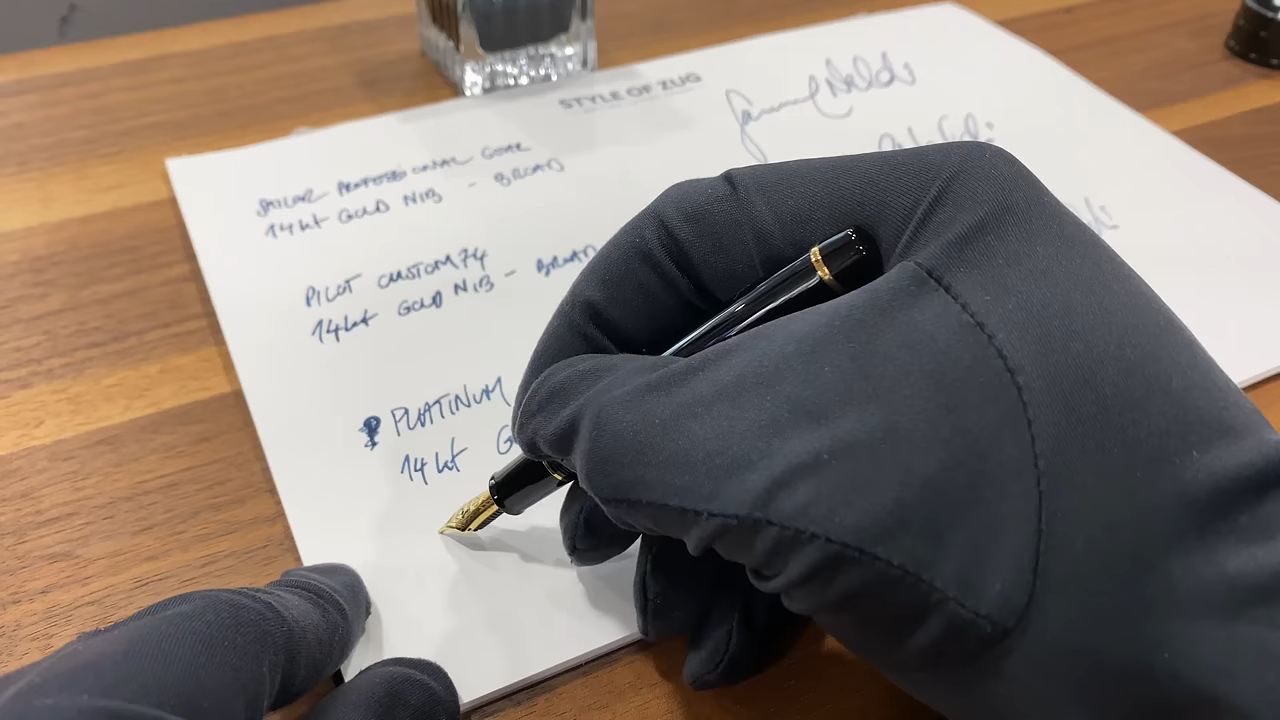 STYLE OF ZUG
SAILOR PROFESSIONAL GEAR
14kt GOLD NIB - BROAD
PILOT CUSTOM 74
14kt GOLD NIB - BROAD
PLATINUM
14kt G